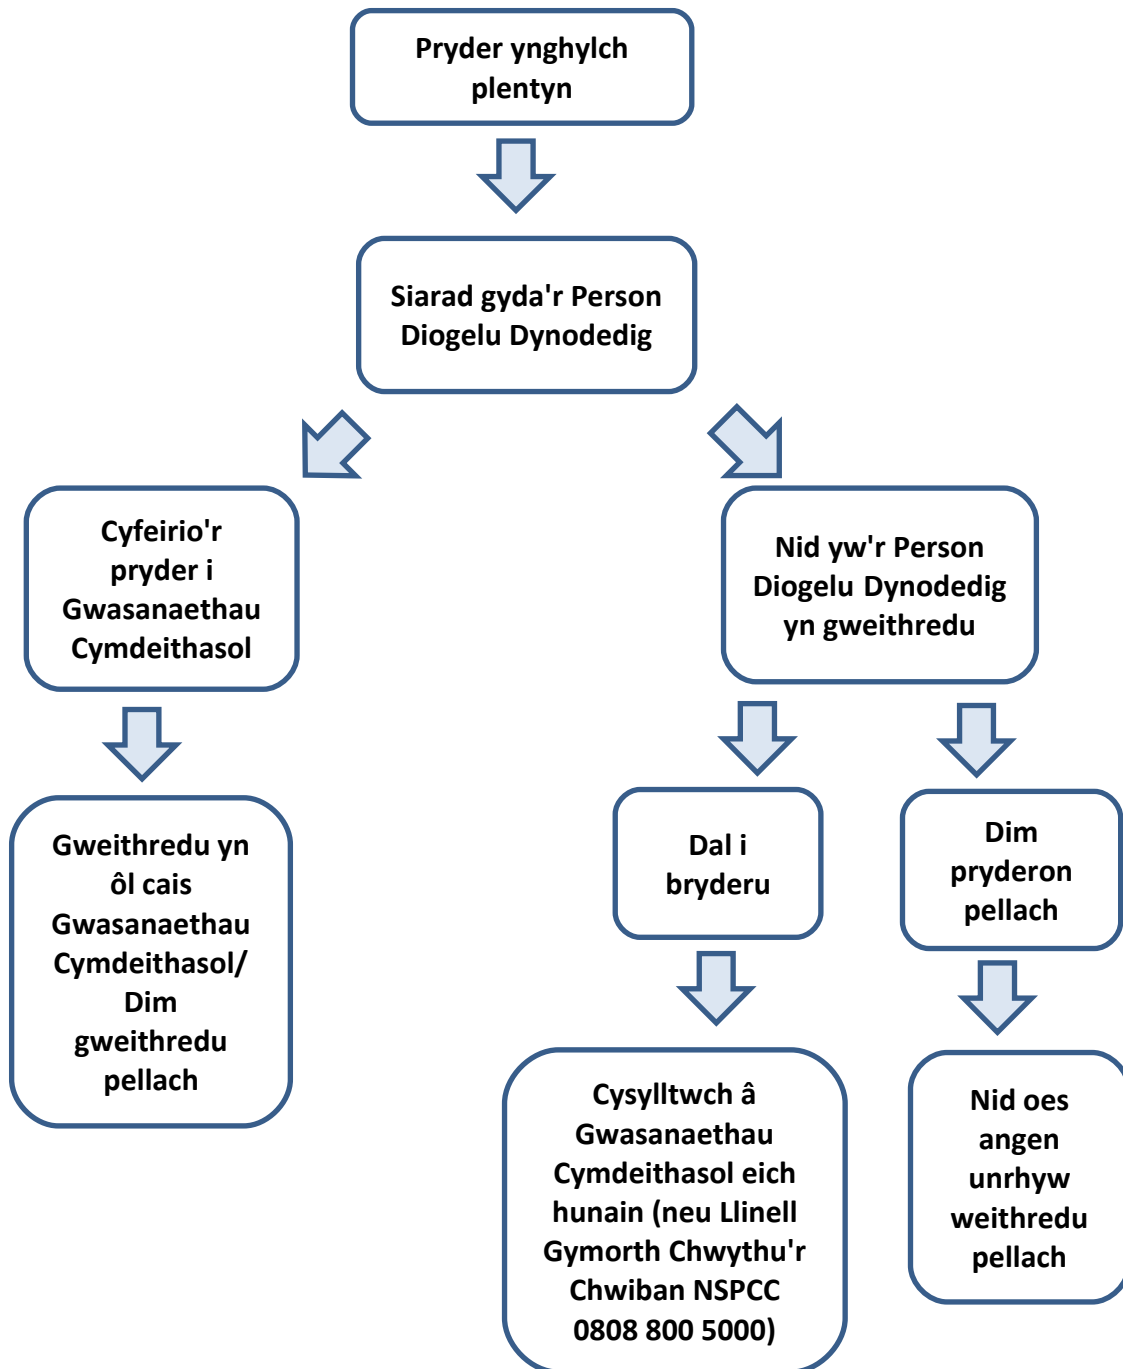 Pryder ynghylch
plentyn
Siarad gyda'r Person
Diogelu Dynodedig
Cyfeirio'r
pryder i
Gwasanaethau
Cymdeithasol
Nid yw'r Person
Diogelu Dynodedig
yn gweithredu
Gweithredu yn
ôl cais
Gwasanaethau
Cymdeithasol/
Dim
gweithredu
pellach
Dal i
bryderu
Dim
pryderon
pellach
Cysylltwch â
Gwasanaethau
Cymdeithasol eich
hunain (neu Llinell
Gymorth Chwythu'r
Chwiban NSPCC
0808 800 5000)
Nid oes
angen
unrhyw
weithredu
pellach